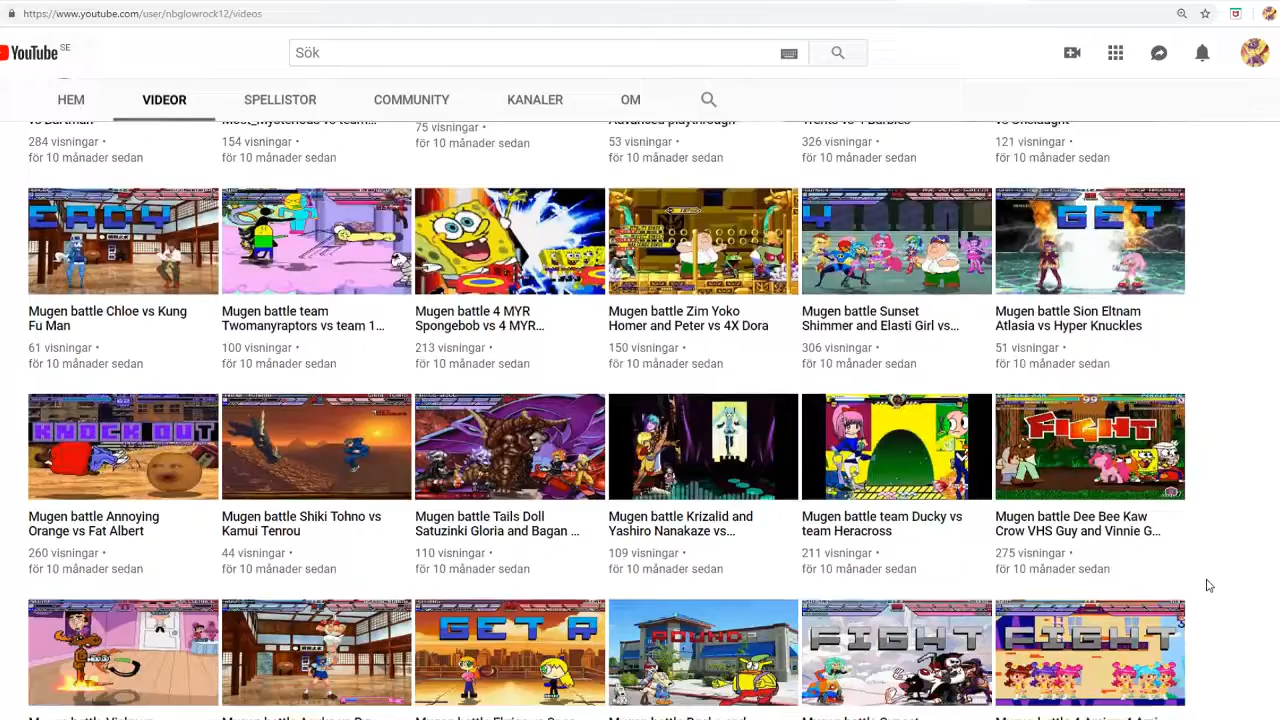 https://www.youtube.com/user/nbglowrock12/videos
YouTube SE
Sök
HEM VIDEOR SPELLISTOR COMMUNITY KANALER OM
284 visningar •
för 10 månader sedan
154 visningar •
för 10 månader sedan
75 visningar •
för 10 månader sedan
53 visningar •
för 10 månader sedan
326 visningar •
för 10 månader sedan
121 visningar •
för 10 månader sedan
GET
Mugen battle Chloe vs Kung
Fu Man
61 visningar •
för 10 månader sedan
Mugen battle team
Twomanyraptors vs team 1...
100 visningar •
för 10 månader sedan
Mugen battle 4 MYR
Spongebob vs 4 MYR...
213 visningar •
för 10 månader sedan
Mugen battle Zim Yoko
Homer and Peter vs 4X Dora
150 visningar •
för 10 månader sedan
Mugen battle Sunset
Shimmer and Elasti Girl vs...
306 visningar •
för 10 månader sedan
Mugen battle Sion Eltnam
Atlasia vs Hyper Knuckles
51 visningar •
för 10 månader sedan
KNOCK OUT
99
FIGHT
Mugen battle Annoying
Orange vs Fat Albert
260 visningar •
för 10 månader sedan
Mugen battle Shiki Tohno vs
Kamui Tenrou
44 visningar •
för 10 månader sedan
Mugen battle Tails Doll
Satuzinki Gloria and Bagan ...
110 visningar •
för 10 månader sedan
Mugen battle Krizalid and
Yashiro Nanakaze vs...
109 visningar •
för 10 månader sedan
Mugen battle team Ducky vs
team Heracross
211 visningar •
för 10 månader sedan
Mugen battle Dee Bee Kaw
Crow VHS Guy and Vinnie G...
275 visningar •
för 10 månader sedan
GET R
ROUND
FIGHT
FIGHT